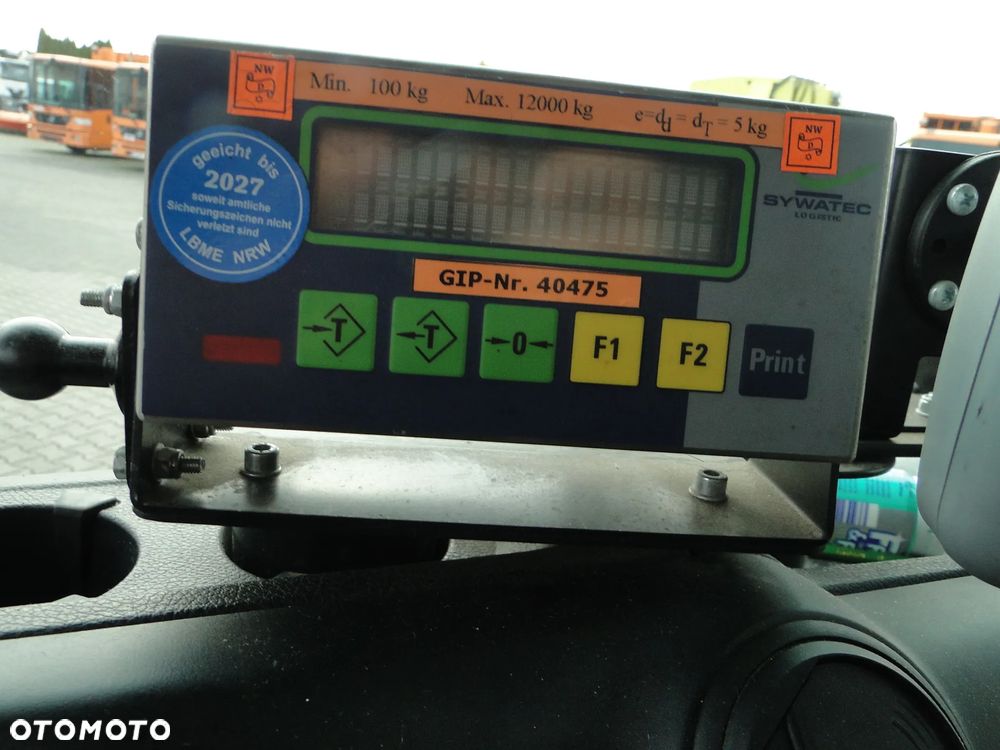 NW
D
Min. 100 kg Max. 12000 kg e=dd = dT = 5 kg
NW
D
geeicht bis
2027
soweit amtliche
Sicherungszeichen nicht
verletzt sind
LBME NRW
SYWATEC
LOGISTIC
GIP-Nr. 40475
T
T
0
F1
F2
Print
OTOMOTO